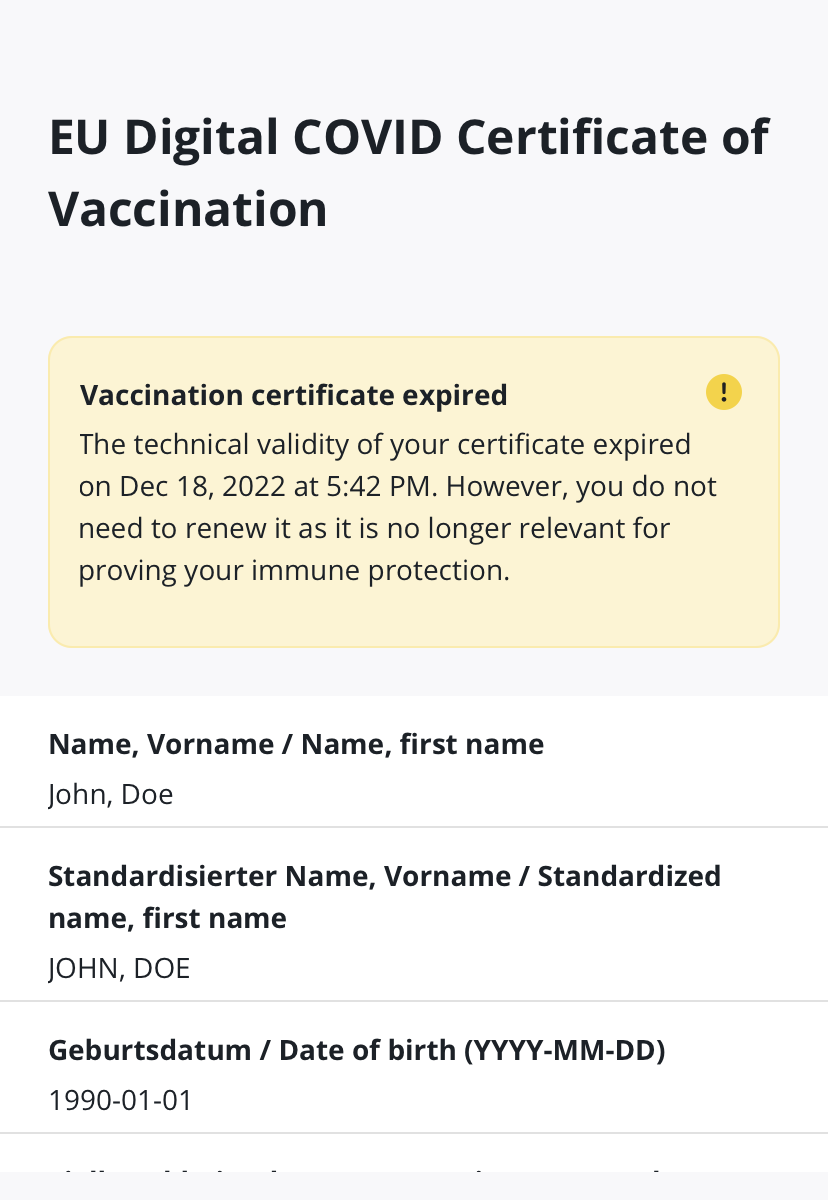 EU Digital COVID Certificate of
Vaccination
Vaccination certificate expired
The technical validity of your certificate expired
on Dec 18, 2022 at 5:42 PM. However, you do not
need to renew it as it is no longer relevant for
proving your immune protection.
Name, Vorname / Name, first name
John, Doe
Standardisierter Name, Vorname / Standardized
name, first name
JOHN, DOE
Geburtsdatum / Date of birth (YYYY-MM-DD)
1990-01-01